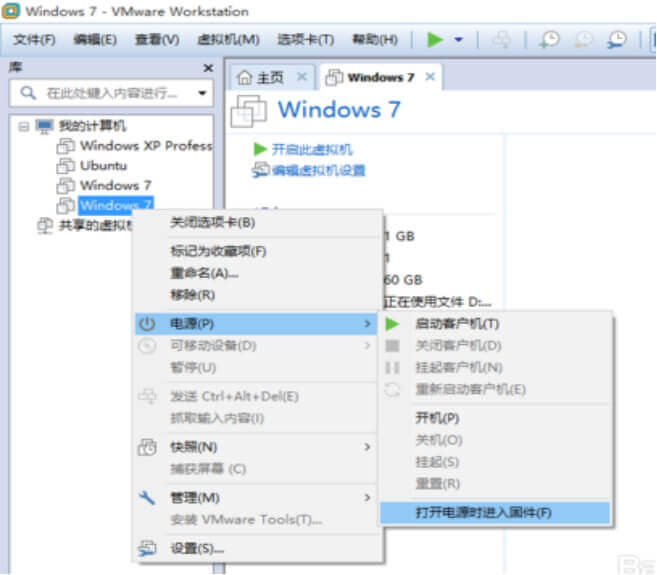 Windows 7 - VMware Workstation
文件(F) 编辑(E) 查看(V) 虚拟机(M) 选项卡(T) 帮助(H)
库
在此处键入内容进行...
我的计算机
Windows XP Profess
Ubuntu
Windows 7
Windows 7
共享的虚拟机
主页
Windows 7
Windows 7
开启此虚拟机
编辑虚拟机设置
1 GB
1
60 GB
正在使用文件 D:...
关闭选项卡(B)
标记为收藏项(F)
重命名(A)...
移除(R)
电源(P)
可移动设备(D)
暂停(U)
发送 Ctrl+Alt+Del(E)
抓取输入内容(I)
快照(N)
捕获屏幕 (C)
管理(M)
安装 VMware Tools(T)...
设置(S)...
启动客户机(T)
关闭客户机(D)
挂起客户机(N)
重新启动客户机(E)
开机(P)
关机(O)
挂起(S)
重置(R)
打开电源时进入固件(F)